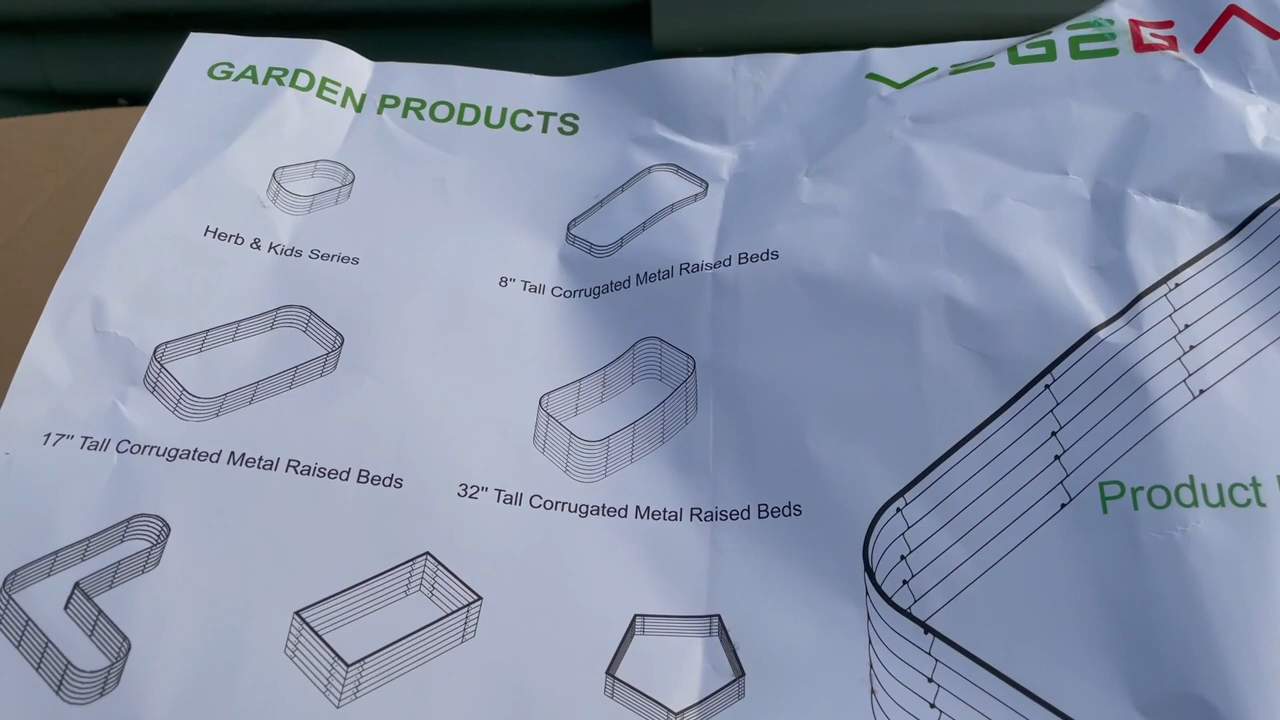 GARDEN PRODUCTS
VEGEGA
Herb & Kids Series
8" Tall Corrugated Metal Raised Beds
17" Tall Corrugated Metal Raised Beds
32" Tall Corrugated Metal Raised Beds
Product